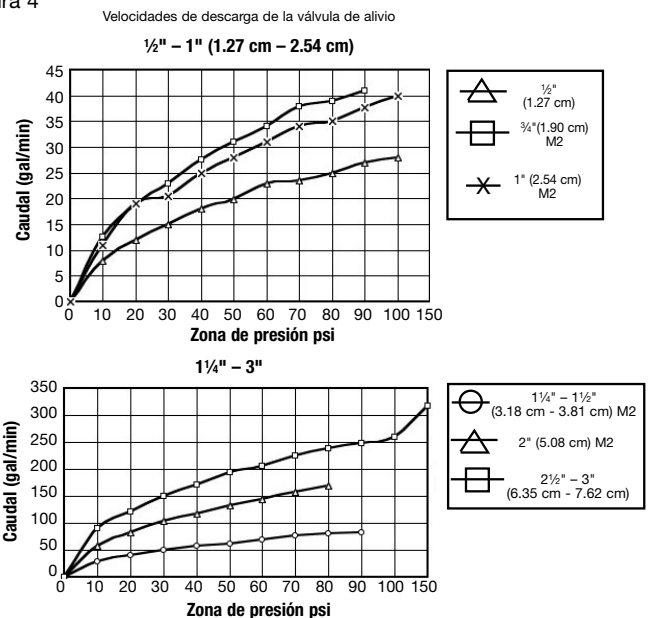 ra 4
Velocidades de descarga de la válvula de alivio
½" – 1" (1.27 cm – 2.54 cm)
45
40
35
30
25
20
15
10
5
0
Caudal (gal/min)
0 10 20 30 40 50 60 70 80 90 100 150
Zona de presión psi
½"
(1.27 cm)
¾"(1.90 cm)
M2
1" (2.54 cm)
M2
1¼" – 3"
350
300
250
200
150
100
50
0
Caudal (gal/min)
0 10 20 30 40 50 60 70 80 90 100 150
Zona de presión psi
1¼" – 1½"
(3.18 cm - 3.81 cm) M2
2" (5.08 cm) M2
2½" – 3"
(6.35 cm - 7.62 cm)